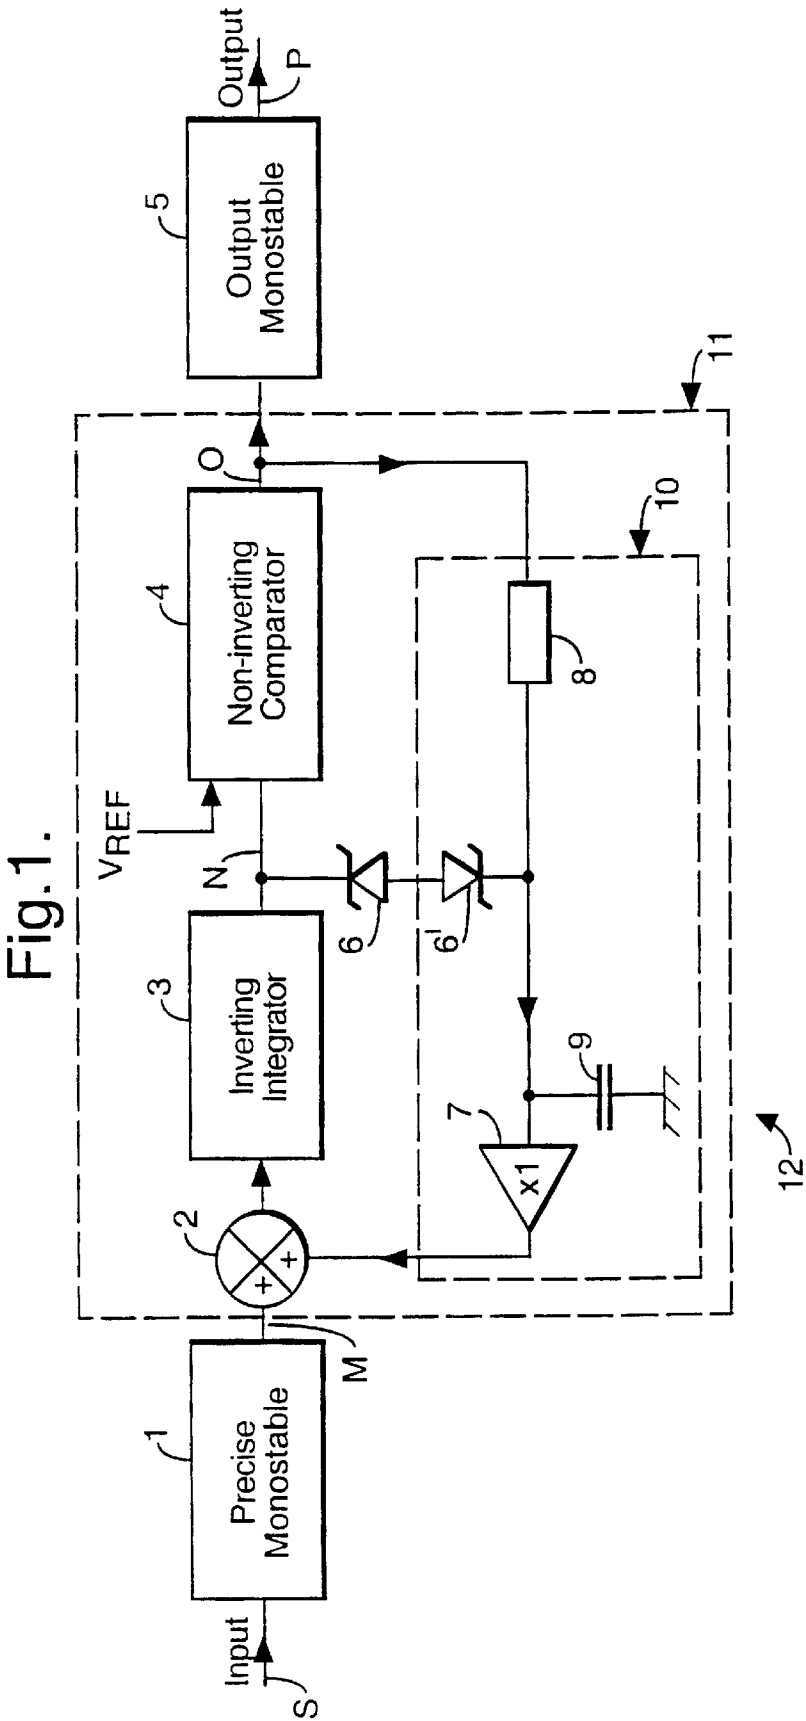 Fig.1.
Input
S
1
Precise
Monostable
M
2
+
+
3
Inverting
Integrator
N
VREF
4
Non-inverting
Comparator
O
5
Output
Monostable
Output
P
6
6'
7
x1
8
9
10
11
12